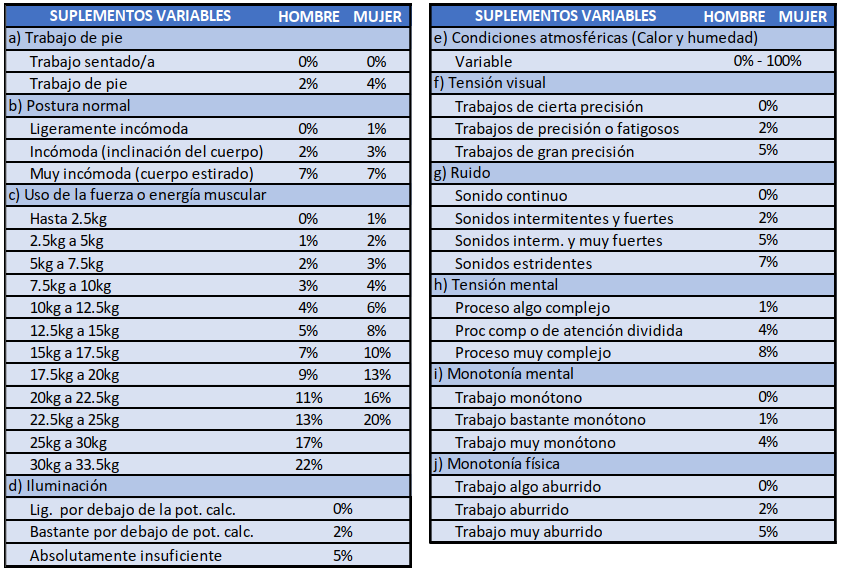 SUPLEMENTOS VARIABLES HOMBRE MUJER
a) Trabajo de pie
Trabajo sentado/a 0% 0%
Trabajo de pie 2% 4%
b) Postura normal
Ligeramente incómoda 0% 1%
Incómoda (inclinación del cuerpo) 2% 3%
Muy incómoda (cuerpo estirado) 7% 7%
c) Uso de la fuerza o energía muscular
Hasta 2.5kg 0% 1%
2.5kg a 5kg 1% 2%
5kg a 7.5kg 2% 3%
7.5kg a 10kg 3% 4%
10kg a 12.5kg 4% 6%
12.5kg a 15kg 5% 8%
15kg a 17.5kg 7% 10%
17.5kg a 20kg 9% 13%
20kg a 22.5kg 11% 16%
22.5kg a 25kg 13% 20%
25kg a 30kg 17%
30kg a 33.5kg 22%
d) Iluminación
Lig. por debajo de la pot. calc. 0%
Bastante por debajo de pot. calc. 2%
Absolutamente insuficiente 5%
SUPLEMENTOS VARIABLES HOMBRE MUJER
e) Condiciones atmosféricas (Calor y humedad)
Variable 0% - 100%
f) Tensión visual
Trabajos de cierta precisión 0%
Trabajos de precisión o fatigosos 2%
Trabajos de gran precisión 5%
g) Ruido
Sonido continuo 0%
Sonidos intermitentes y fuertes 2%
Sonidos interm. y muy fuertes 5%
Sonidos estridentes 7%
h) Tensión mental
Proceso algo complejo 1%
Proc comp o de atención dividida 4%
Proceso muy complejo 8%
i) Monotonía mental
Trabajo monótono 0%
Trabajo bastante monótono 1%
Trabajo muy monótono 4%
j) Monotonía física
Trabajo algo aburrido 0%
Trabajo aburrido 2%
Trabajo muy aburrido 5%